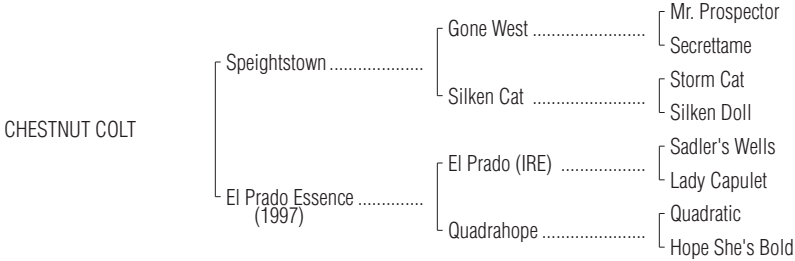 Mr. Prospector
Gone West ........................
Secrettame
Speightstown ....................
Storm Cat
Silken Cat ........................
Silken Doll
CHESTNUT COLT
Sadler's Wells
El Prado (IRE) ..................
Lady Capulet
El Prado Essence ..............
(1997)
Quadratic
Quadrahope ......................
Hope She's Bold